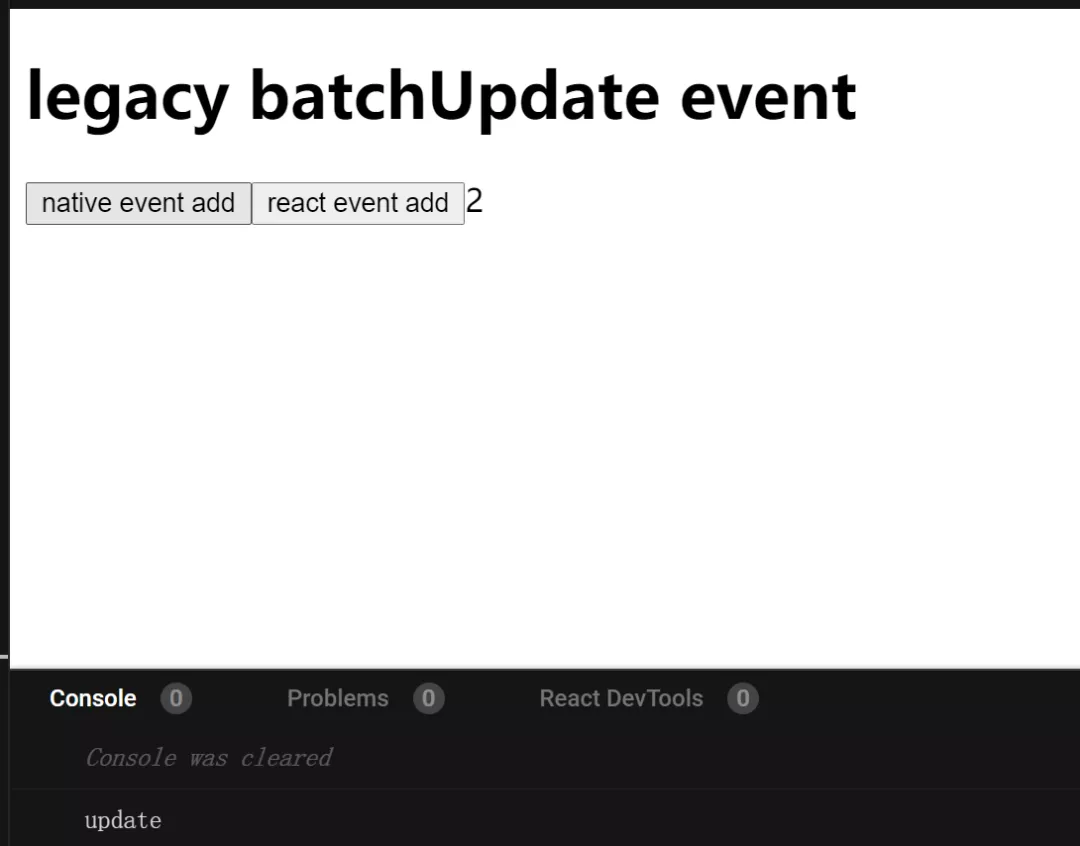 legacy batchUpdate event
native event add react event add 2
Console 0 Problems 0 React DevTools 0
Console was cleared
update